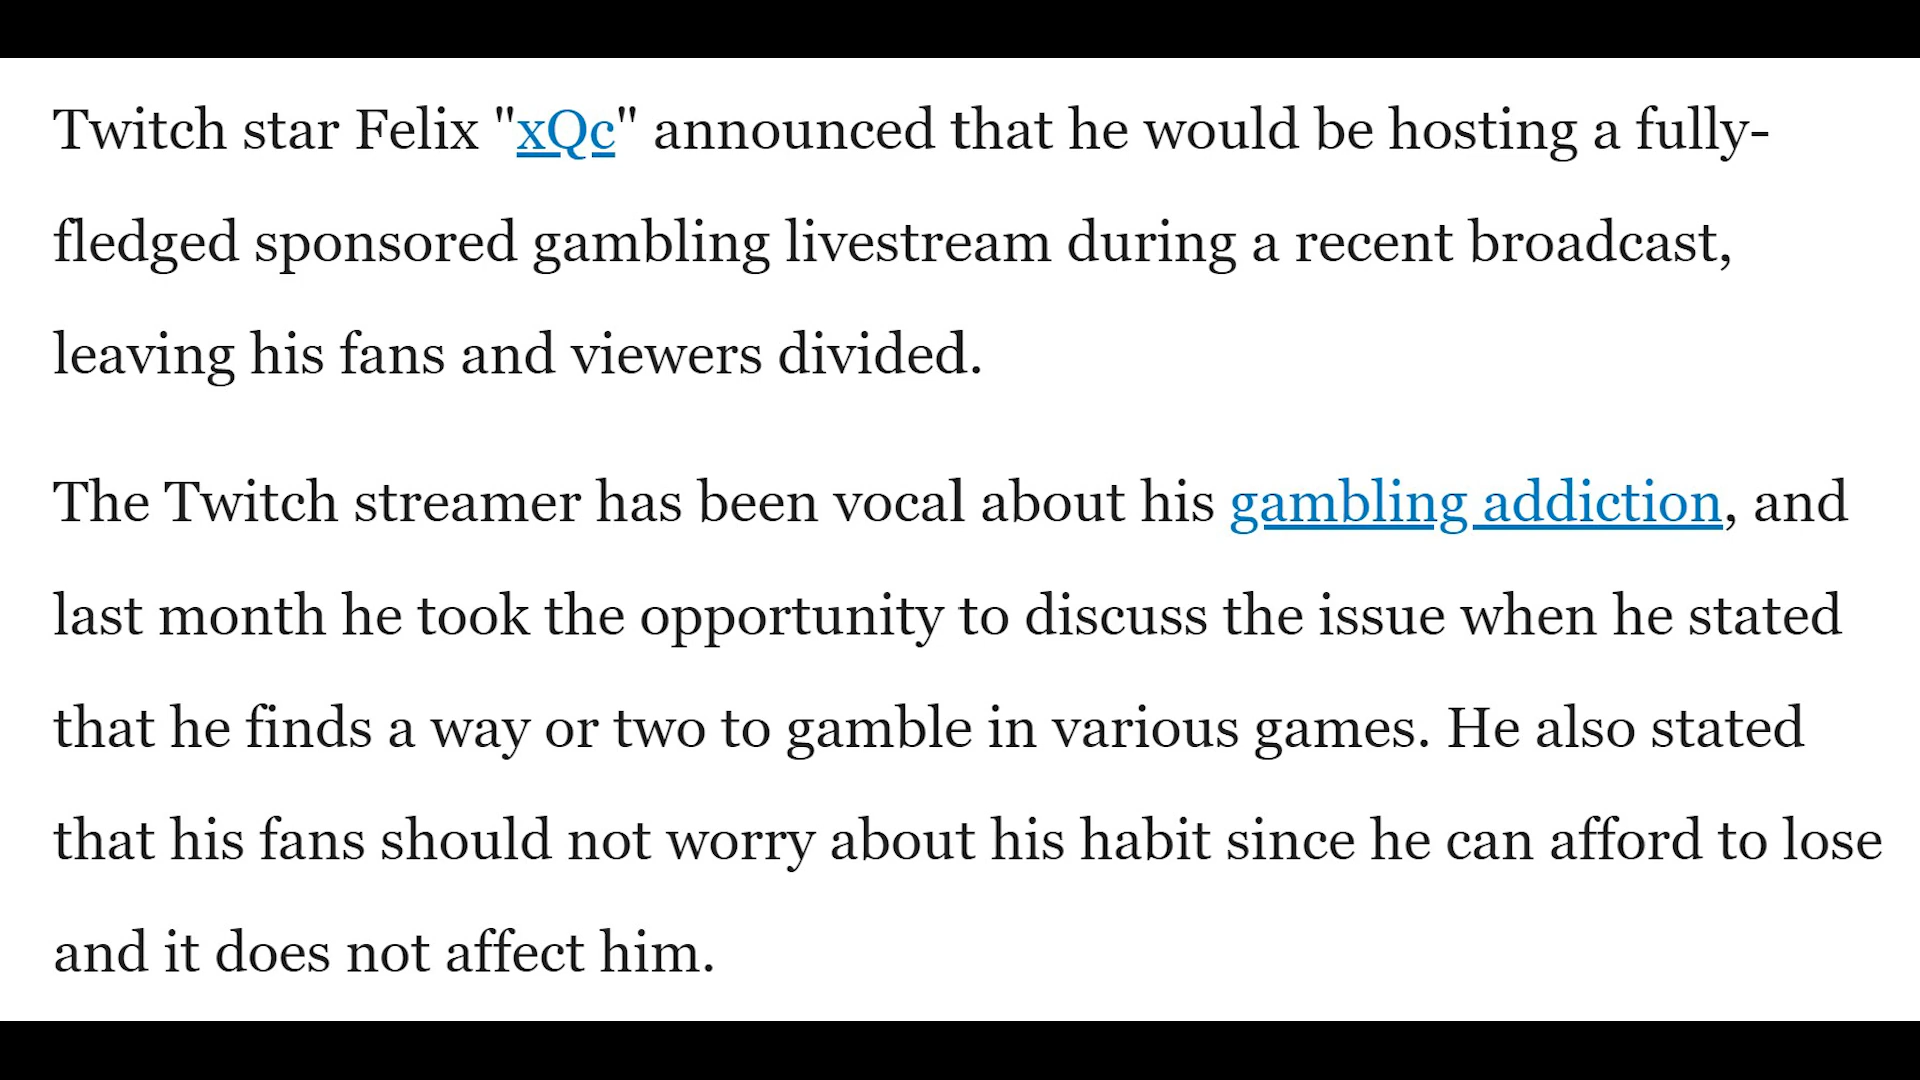 Twitch star Felix "xQc" announced that he would be hosting a fully-
fledged sponsored gambling livestream during a recent broadcast,
leaving his fans and viewers divided.
The Twitch streamer has been vocal about his gambling addiction, and
last month he took the opportunity to discuss the issue when he stated
that he finds a way or two to gamble in various games. He also stated
that his fans should not worry about his habit since he can afford to lose
and it does not affect him.